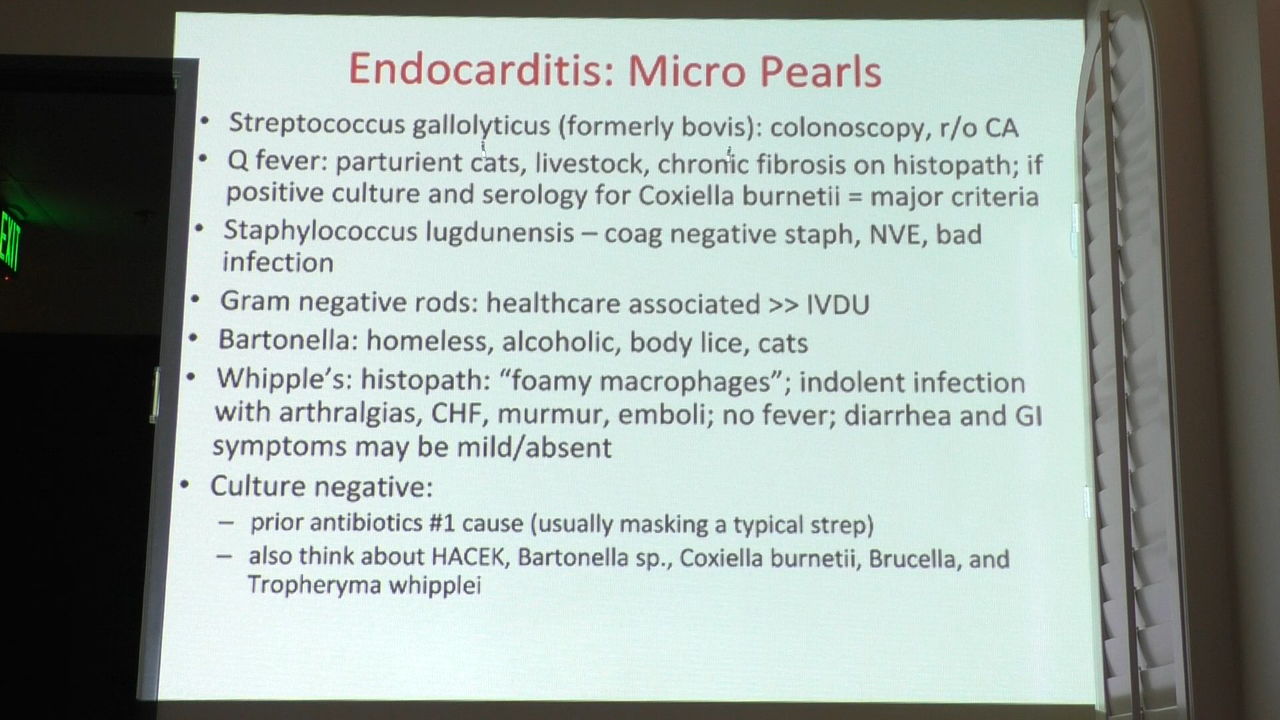 Endocarditis: Micro Pearls
• Streptococcus gallolyticus (formerly bovis): colonoscopy, r/o CA
• Q fever: parturient cats, livestock, chronic fibrosis on histopath; if
positive culture and serology for Coxiella burnetii = major criteria
• Staphylococcus lugdunensis – coag negative staph, NVE, bad
infection
• Gram negative rods: healthcare associated >> IVDU
• Bartonella: homeless, alcoholic, body lice, cats
• Whipple’s: histopath: “foamy macrophages”; indolent infection
with arthralgias, CHF, murmur, emboli; no fever; diarrhea and GI
symptoms may be mild/absent
• Culture negative:
– prior antibiotics #1 cause (usually masking a typical strep)
– also think about HACEK, Bartonella sp., Coxiella burnetii, Brucella, and
Tropheryma whipplei
EXIT